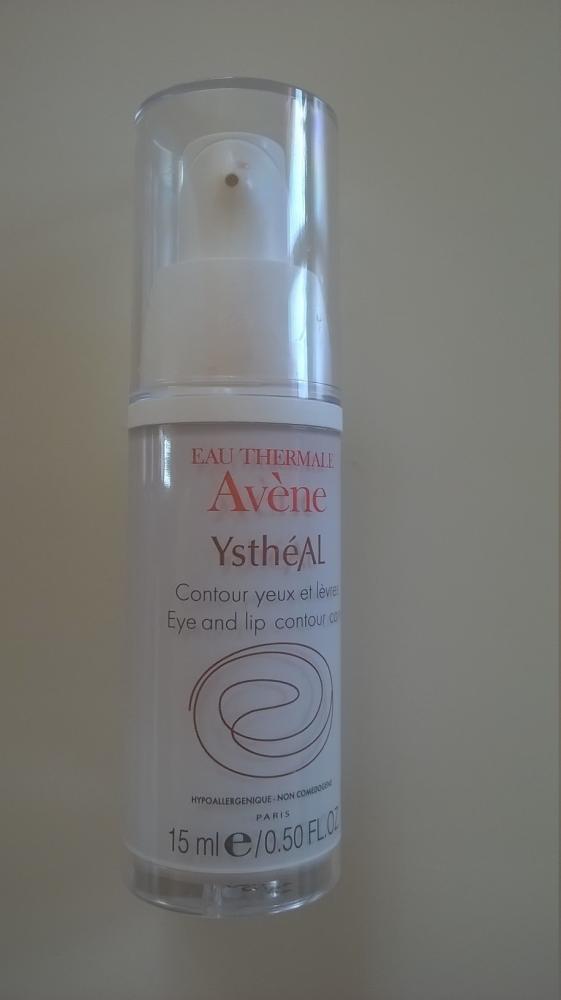 EAU THERMALE
Avène
YsthéAL
Contour yeux et lèvres
Eye and lip contour
HYPOALLERGENIQUE - NON COMEDOGENE
PARIS
15 ml e/0.50 FL.OZ